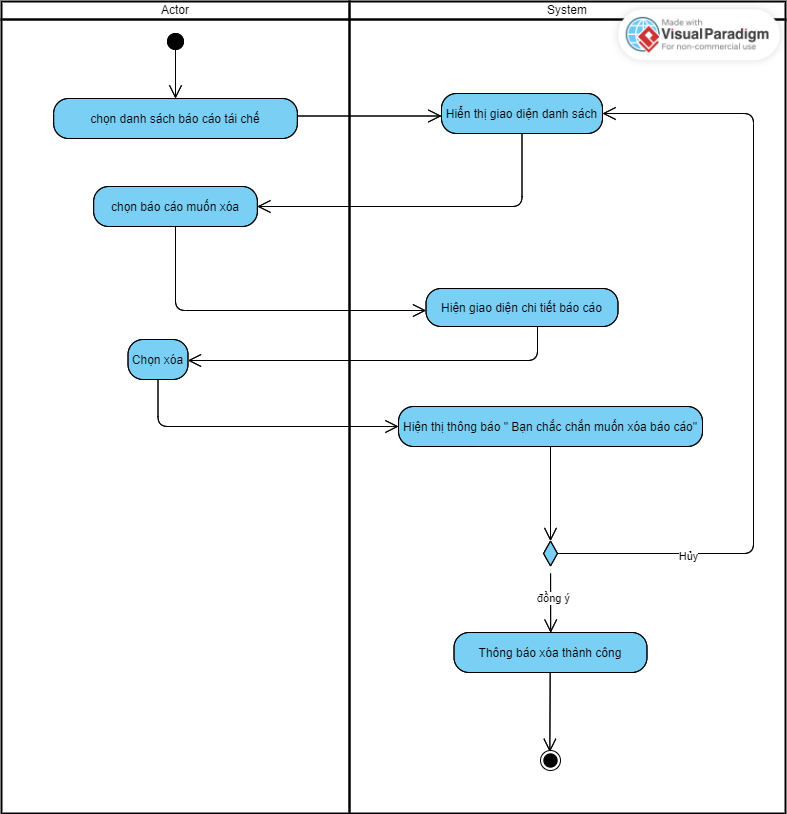 Actor
System
Made with
Visual Paradigm
For non-commercial use
chọn danh sách báo cáo tái chế
Hiển thị giao diện danh sách
chọn báo cáo muốn xóa
Hiện giao diện chi tiết báo cáo
Chọn xóa
Hiện thị thông báo " Bạn chắc chắn muốn xóa báo cáo"
Hủy
đồng ý
Thông báo xóa thành công